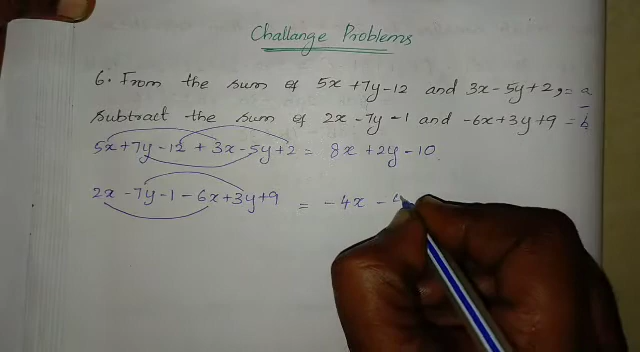 Challange Problems
6. From the sum of 5x + 7y - 12 and 3x - 5y + 2, = a
subtract the sum of 2x - 7y - 1 and -6x + 3y + 9 = b
5x + 7y - 12 + 3x - 5y + 2 = 8x + 2y - 10.
2x - 7y - 1 - 6x + 3y + 9 = -4x - 4